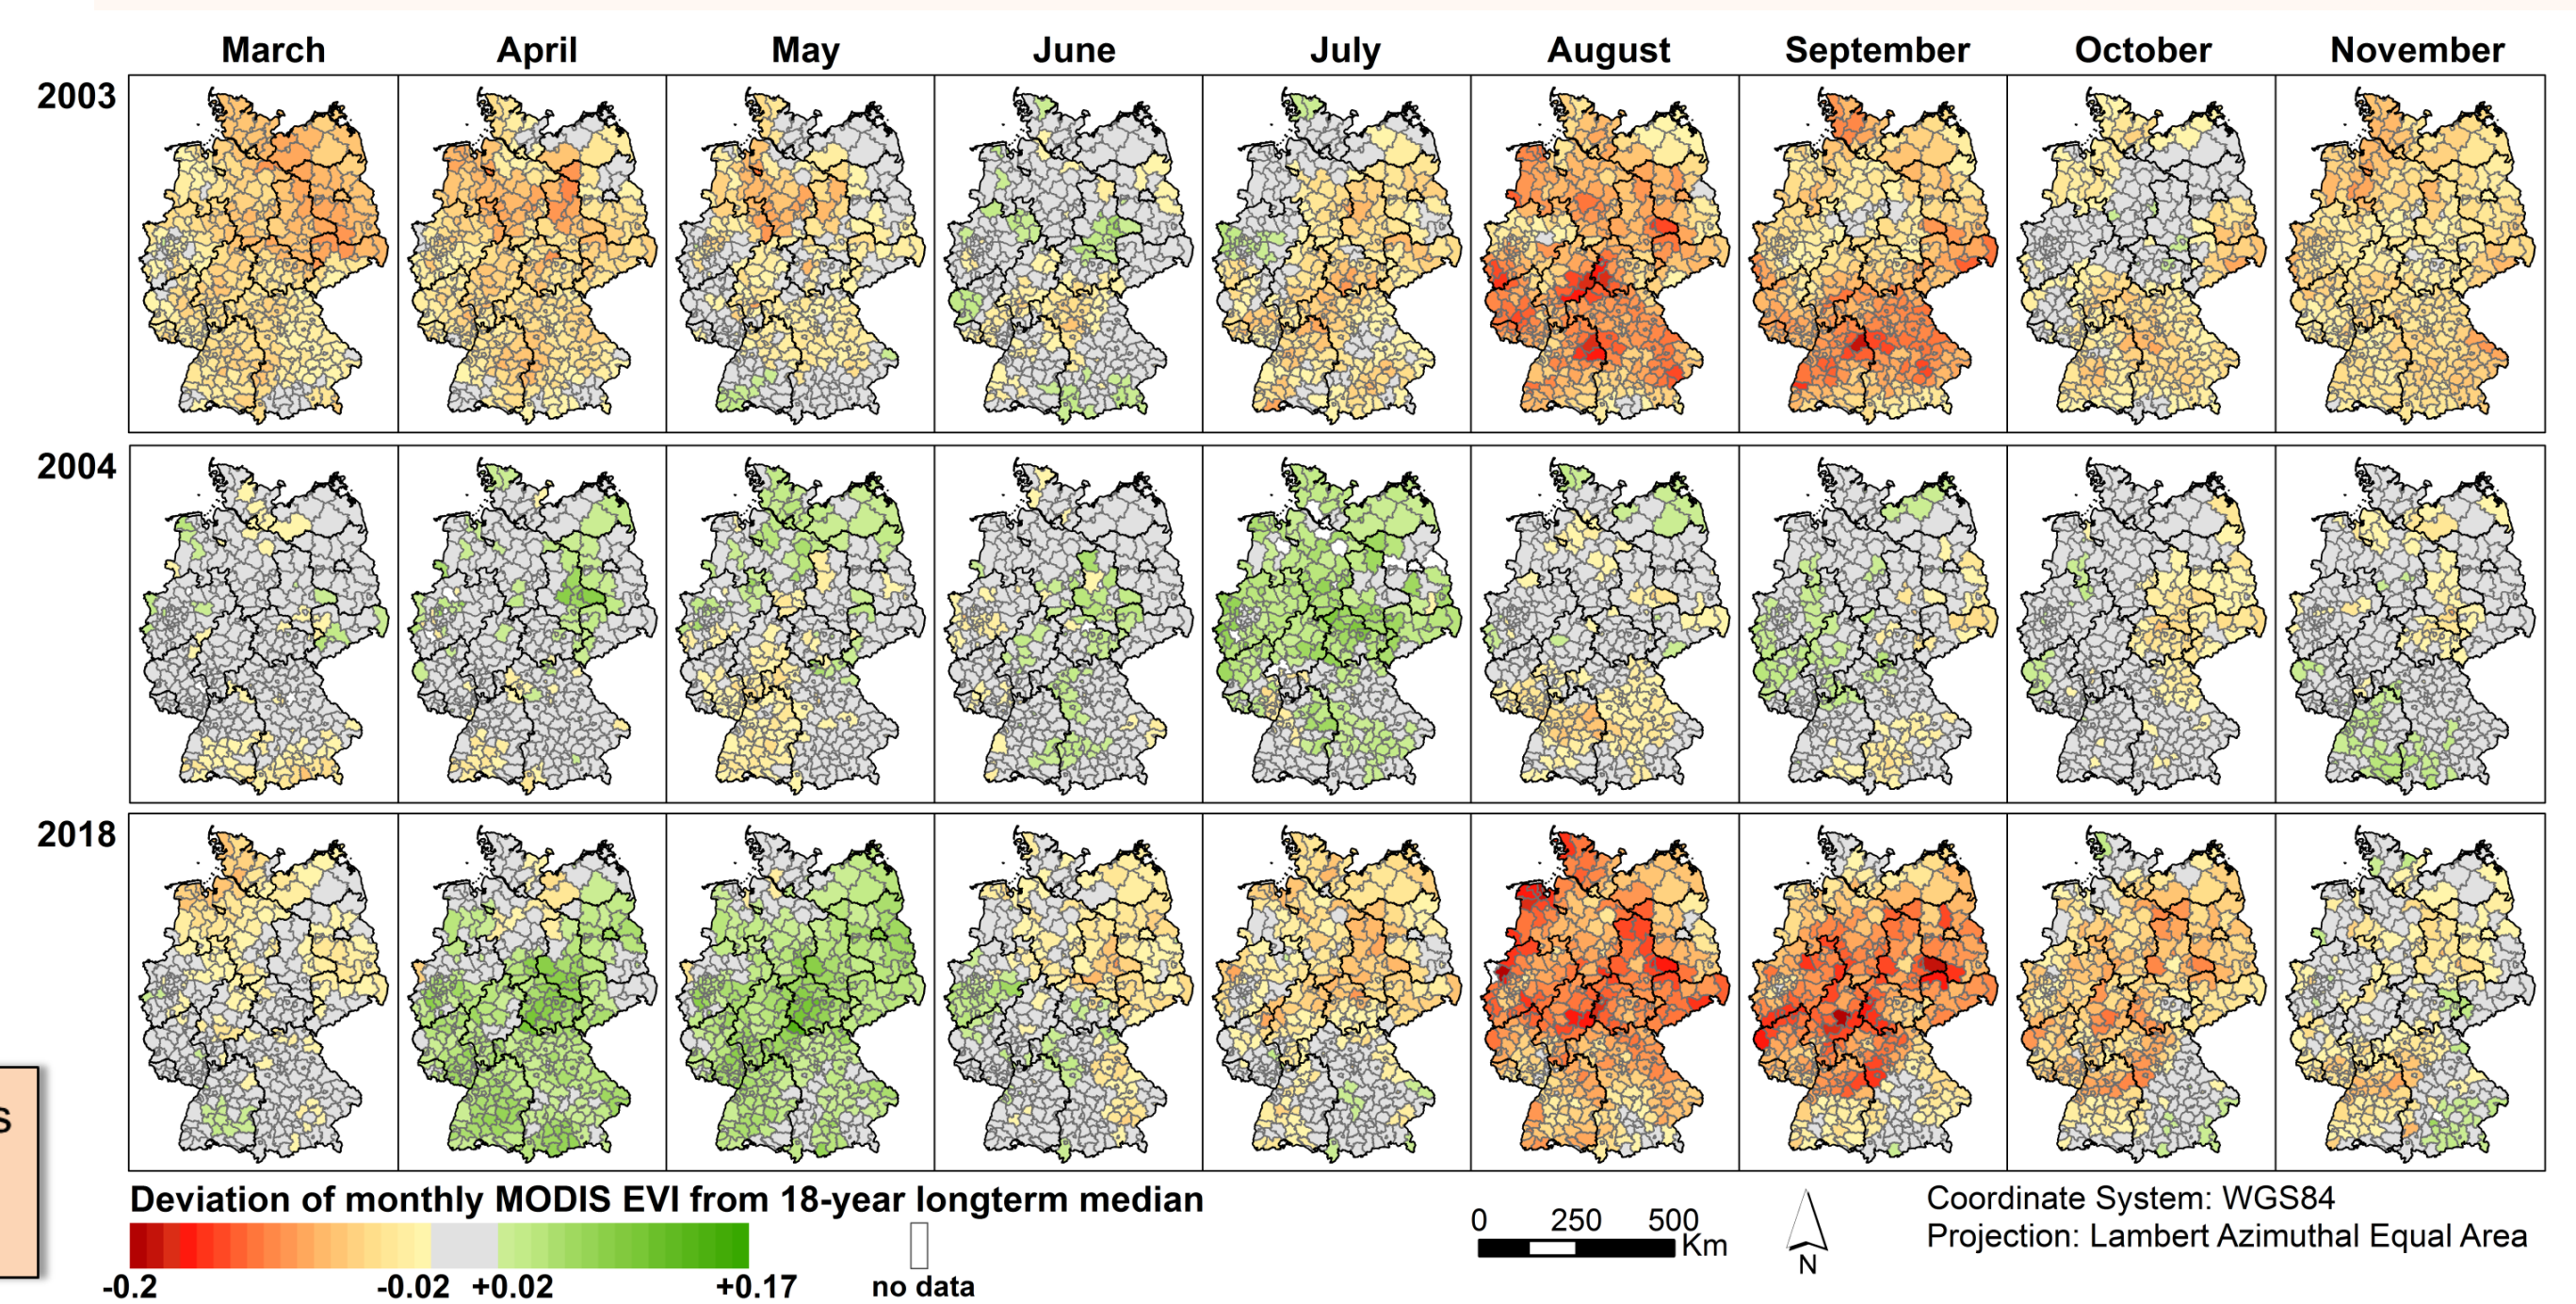 March April May June July August September October November
2003
2004
2018
s
Deviation of monthly MODIS EVI from 18-year longterm median
-0.2 -0.02 +0.02 +0.17
no data
0 250 500
Km
N
Coordinate System: WGS84
Projection: Lambert Azimuthal Equal Area